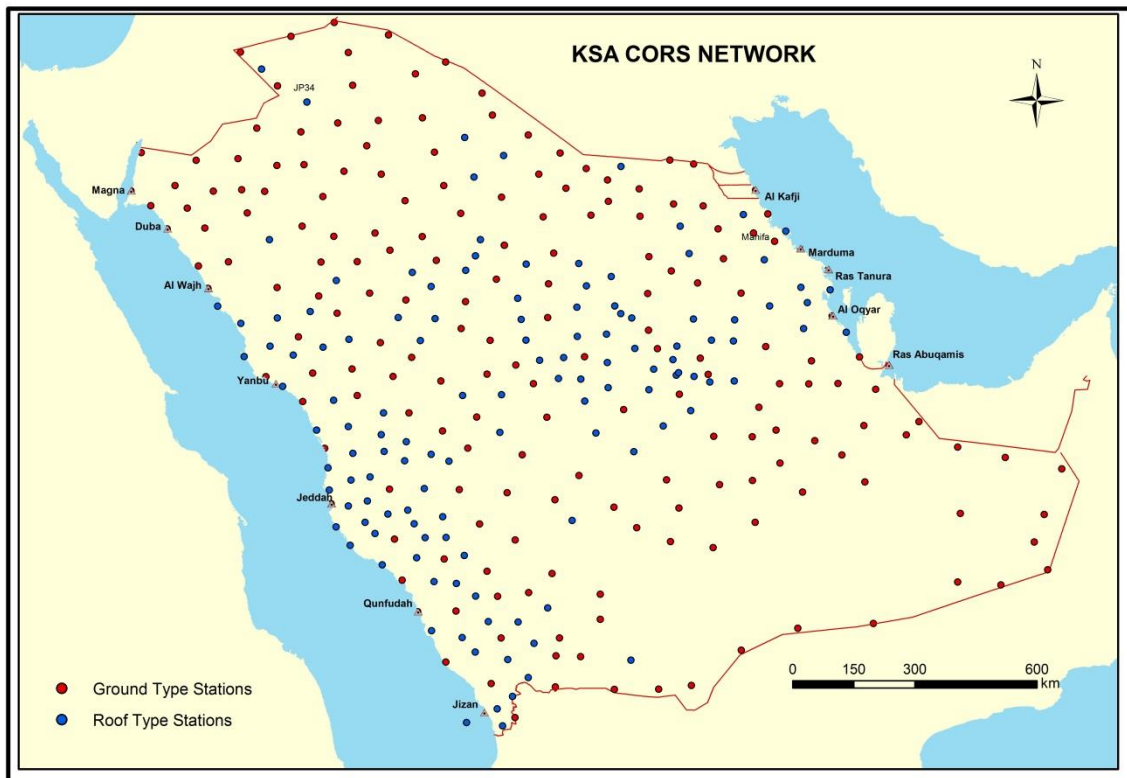 KSA CORS NETWORK
N
JP34
Magna
Al Kafji
Duba
Manifa
Marduma
Ras Tanura
Al Wajh
Al Oqyar
Ras Abuqamis
Yanbu
Jeddah
Qunfudah
Jizan
0 150 300 600
km
Ground Type Stations
Roof Type Stations